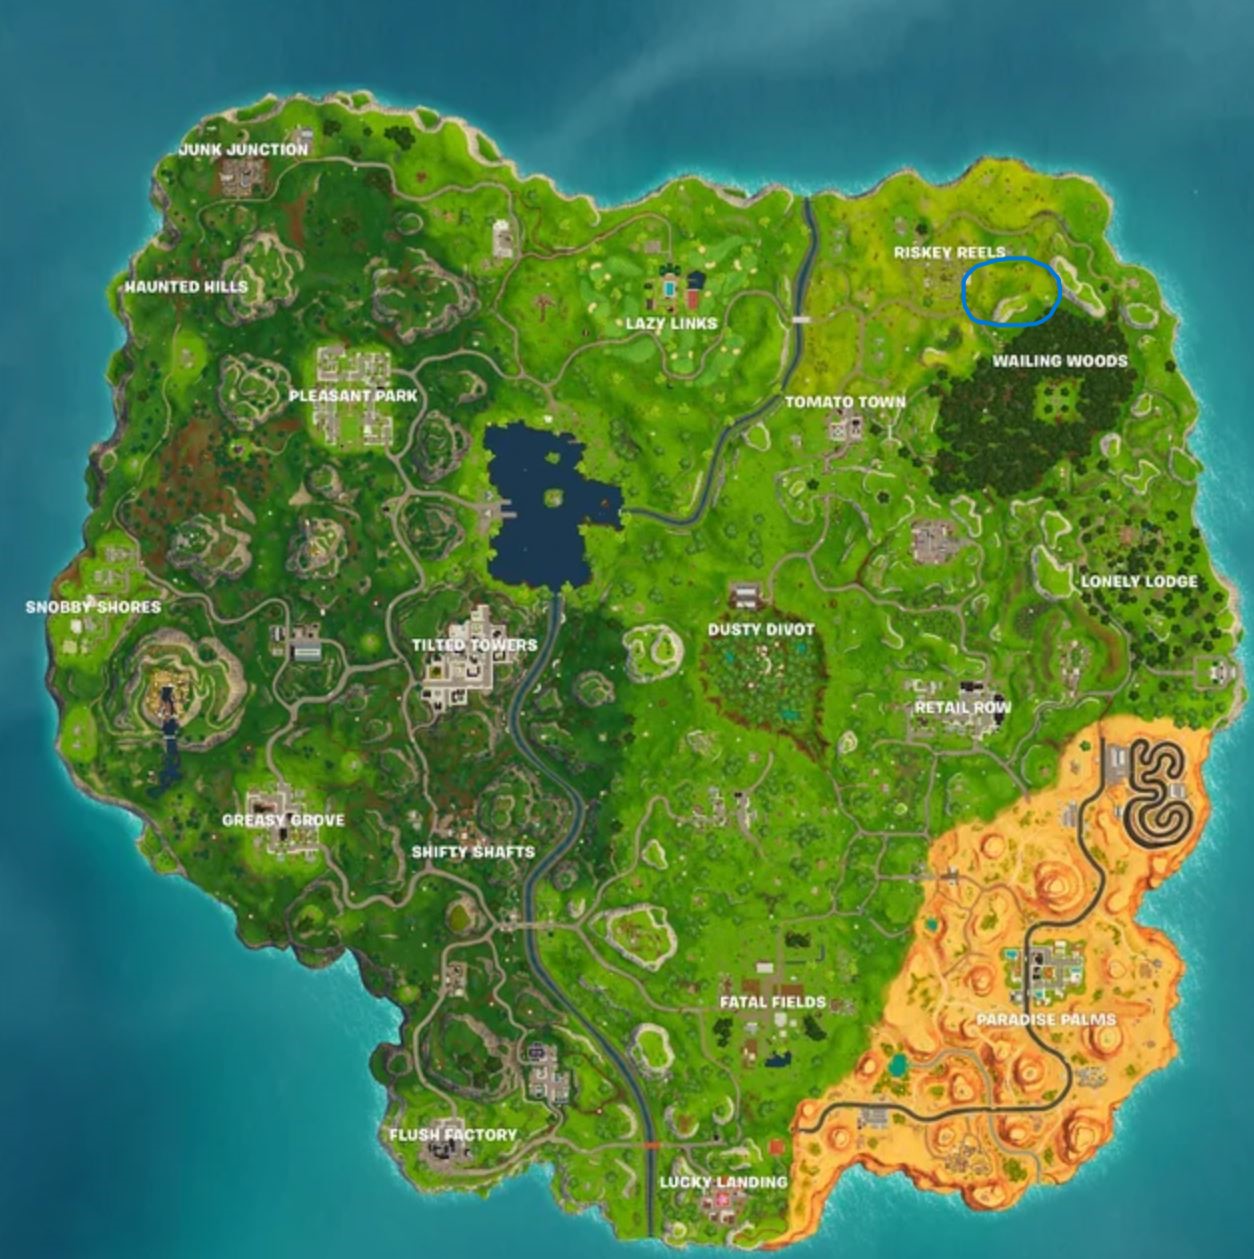 JUNK JUNCTION
RISKEY REELS
HAUNTED HILLS
LAZY LINKS
WAILING WOODS
PLEASANT PARK
TOMATO TOWN
LONELY LODGE
SNOBBY SHORES
DUSTY DIVOT
TILTED TOWERS
RETAIL ROW
GREASY GROVE
SHIFTY SHAFTS
FATAL FIELDS
PARADISE PALMS
FLUSH FACTORY
LUCKY LANDING